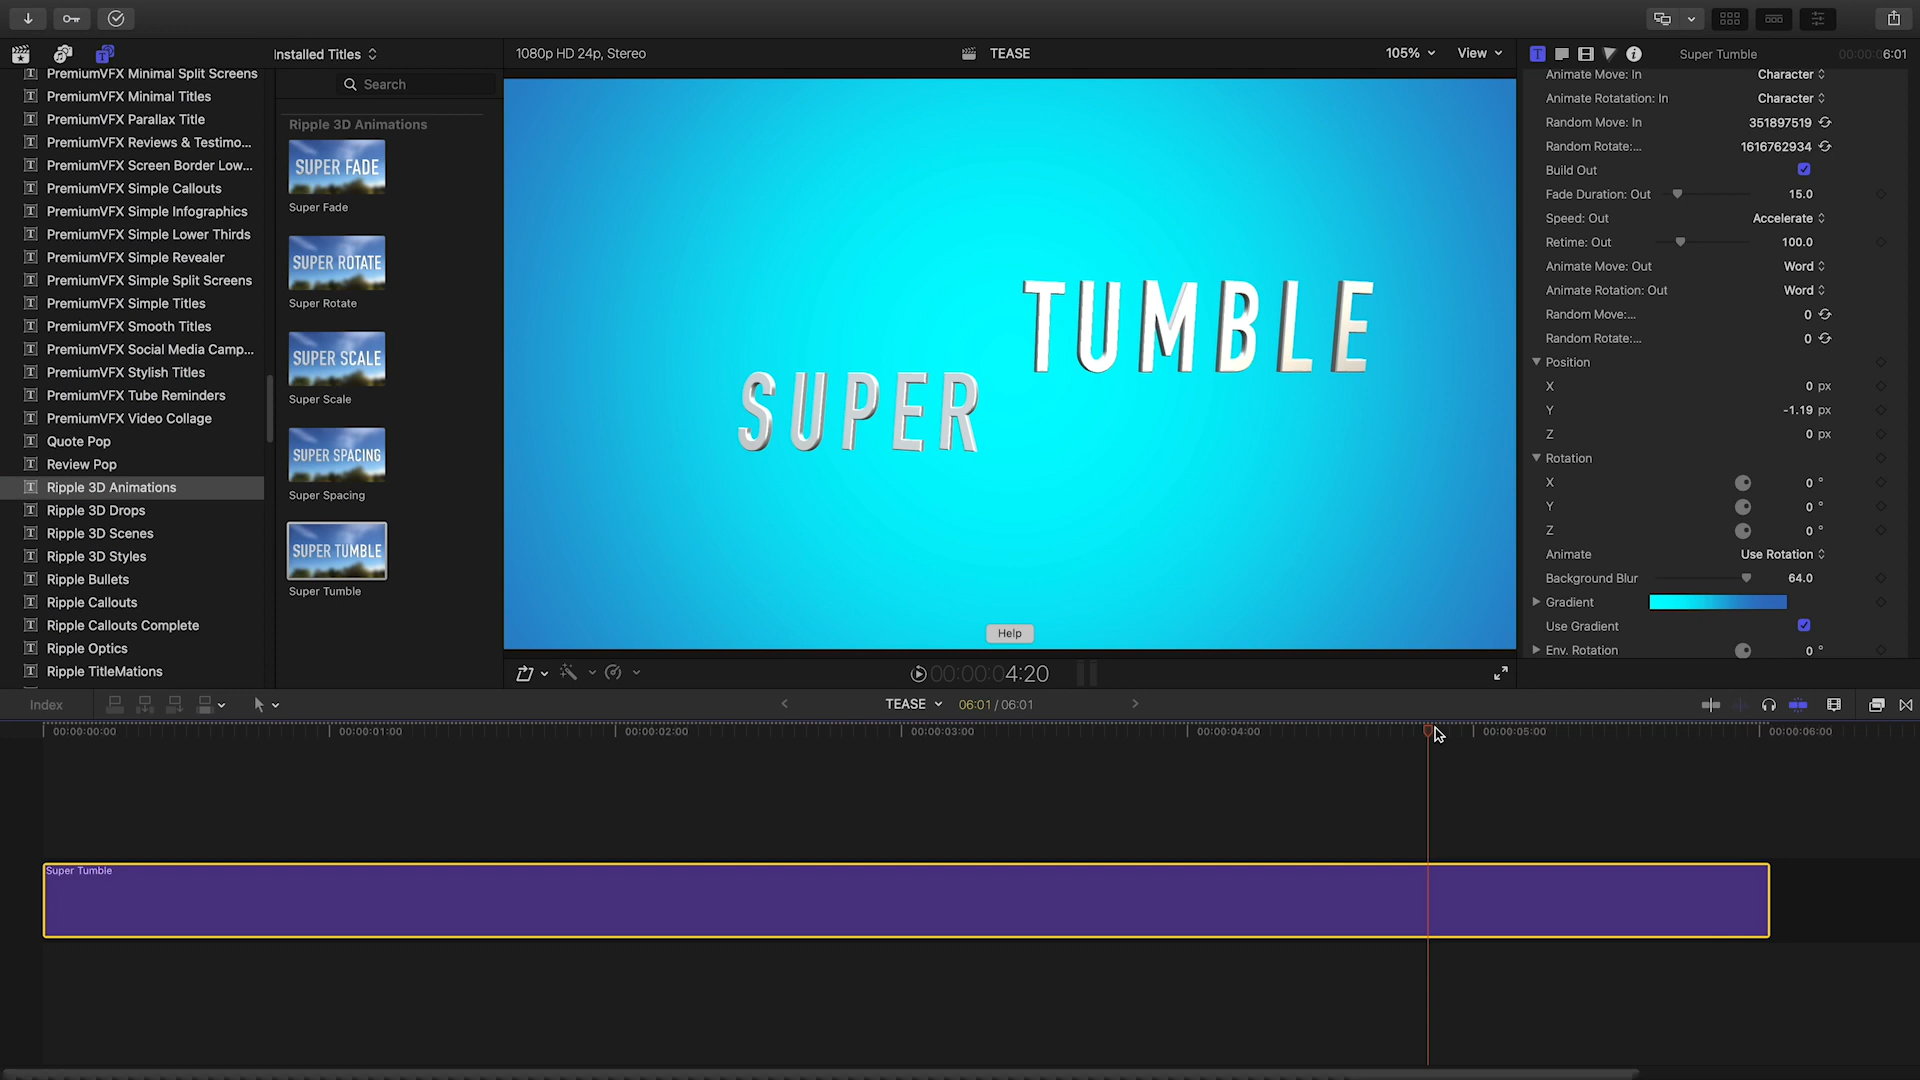 Installed Titles
1080p HD 24p, Stereo
TEASE
105%
View
Super Tumble
00:00:06:01
PremiumVFX Minimal Split Screens
PremiumVFX Minimal Titles
PremiumVFX Parallax Title
PremiumVFX Reviews & Testimo...
PremiumVFX Screen Border Low...
PremiumVFX Simple Callouts
PremiumVFX Simple Infographics
PremiumVFX Simple Lower Thirds
PremiumVFX Simple Revealer
PremiumVFX Simple Split Screens
PremiumVFX Simple Titles
PremiumVFX Smooth Titles
PremiumVFX Social Media Camp...
PremiumVFX Stylish Titles
PremiumVFX Tube Reminders
PremiumVFX Video Collage
Quote Pop
Review Pop
Ripple 3D Animations
Ripple 3D Drops
Ripple 3D Scenes
Ripple 3D Styles
Ripple Bullets
Ripple Callouts
Ripple Callouts Complete
Ripple Optics
Ripple TitleMations
Search
Ripple 3D Animations
SUPER FADE
Super Fade
SUPER ROTATE
Super Rotate
SUPER SCALE
Super Scale
SUPER SPACING
Super Spacing
SUPER TUMBLE
Super Tumble
TUMBLE
SUPER
Help
00:00:04:20
Animate Move: In Character
Animate Rotatation: In Character
Random Move: In 351897519
Random Rotate:... 1616762934
Build Out
Fade Duration: Out 15.0
Speed: Out Accelerate
Retime: Out 100.0
Animate Move: Out Word
Animate Rotation: Out Word
Random Move:... 0
Random Rotate:... 0
Position
X 0 px
Y -1.19 px
Z 0 px
Rotation
X 0 °
Y 0 °
Z 0 °
Animate Use Rotation
Background Blur 64.0
Gradient
Use Gradient
Env. Rotation 0 °
Index
TEASE 06:01 / 06:01
00:00:00:00 00:00:01:00 00:00:02:00 00:00:03:00 00:00:04:00 00:00:05:00 00:00:06:00
Super Tumble